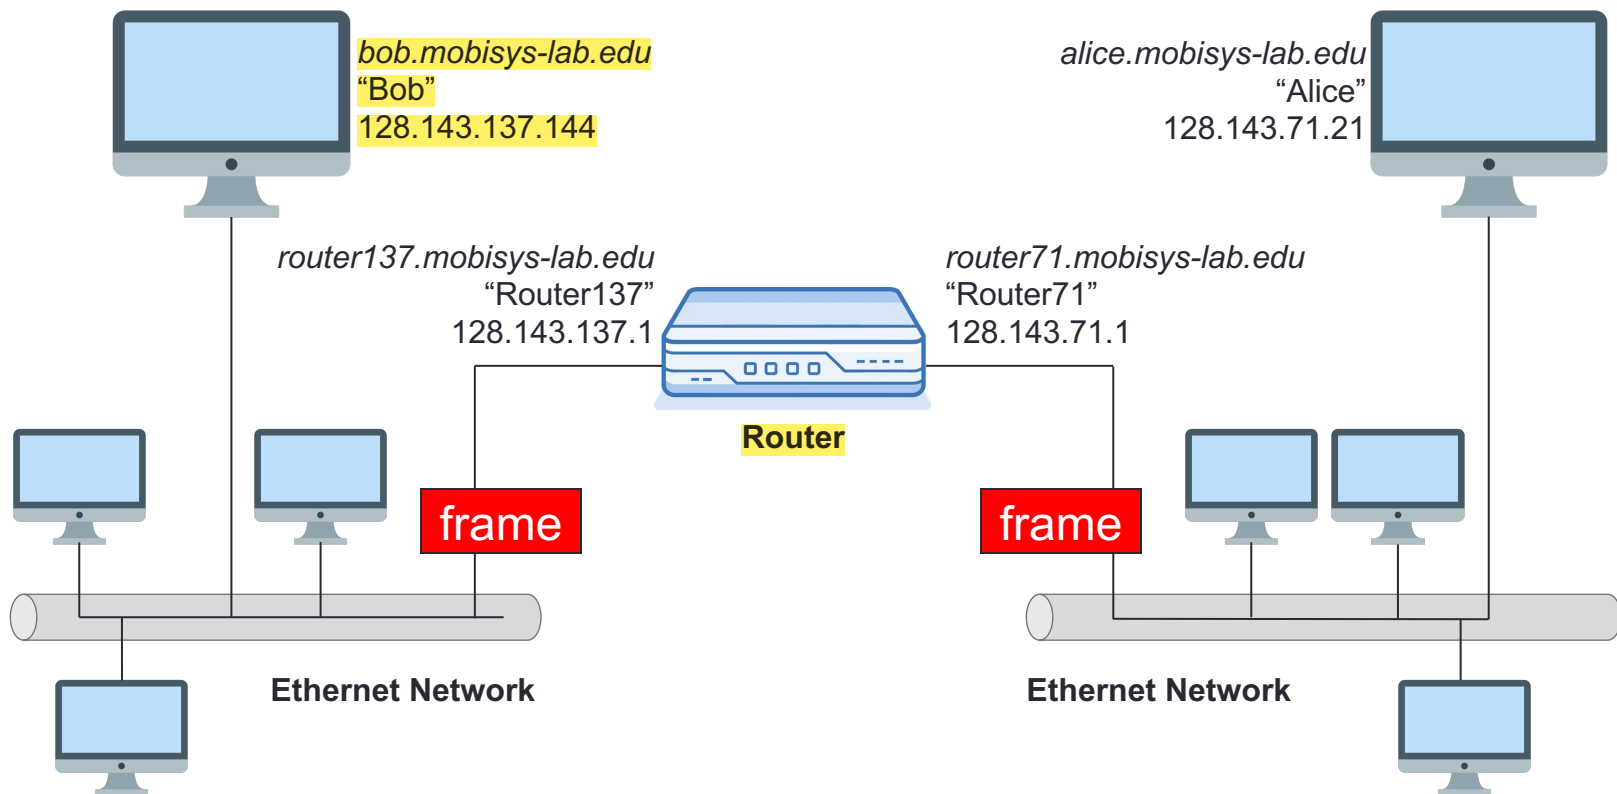 bob.mobisys-lab.edu
“Bob”
128.143.137.144
alice.mobisys-lab.edu
“Alice”
128.143.71.21
router137.mobisys-lab.edu
“Router137”
128.143.137.1
router71.mobisys-lab.edu
“Router71”
128.143.71.1
Router
frame
frame
Ethernet Network
Ethernet Network